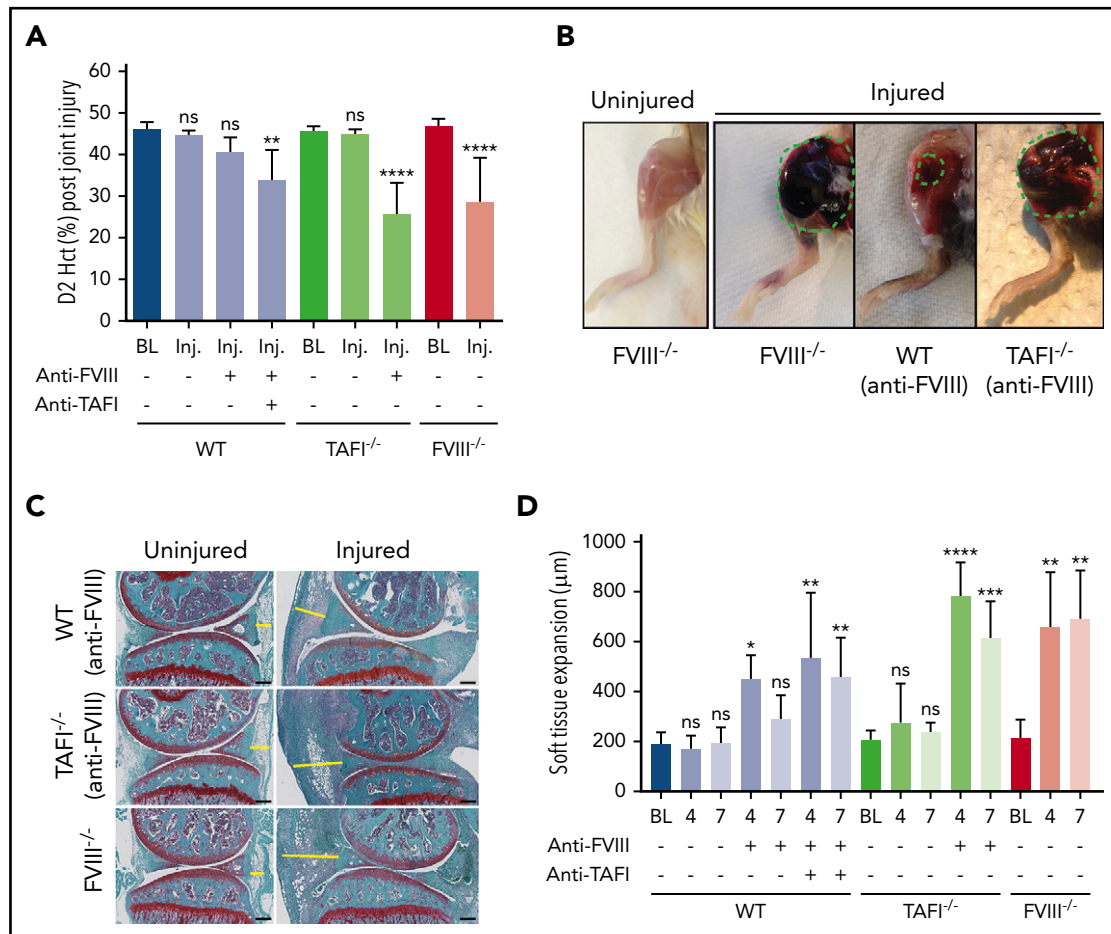 A
D2 Hct (%) post joint injury
60
50
40
30
20
10
0
ns
ns
**
ns
****
****
BL Inj. Inj. Inj. BL Inj. Inj. BL Inj.
Anti-FVIII - - + + - - + - -
Anti-TAFI - - - + - - - - -
WT TAFI-/- FVIII-/-
B
Uninjured Injured
FVIII-/- FVIII-/- WT TAFI-/-
(anti-FVIII) (anti-FVIII)
C
Uninjured Injured
WT
(anti-FVIII)
TAFI-/-
(anti-FVIII)
FVIII-/-
D
Soft tissue expansion (μm)
1000
800
600
400
200
0
ns
ns
*
ns
**
**
ns
ns
****
***
**
**
BL 4 7 4 7 4 7 BL 4 7 4 7 BL 4 7
Anti-FVIII - - - + + + + - - - + + - - -
Anti-TAFI - - - - - + + - - - - - - - -
WT TAFI-/- FVIII-/-